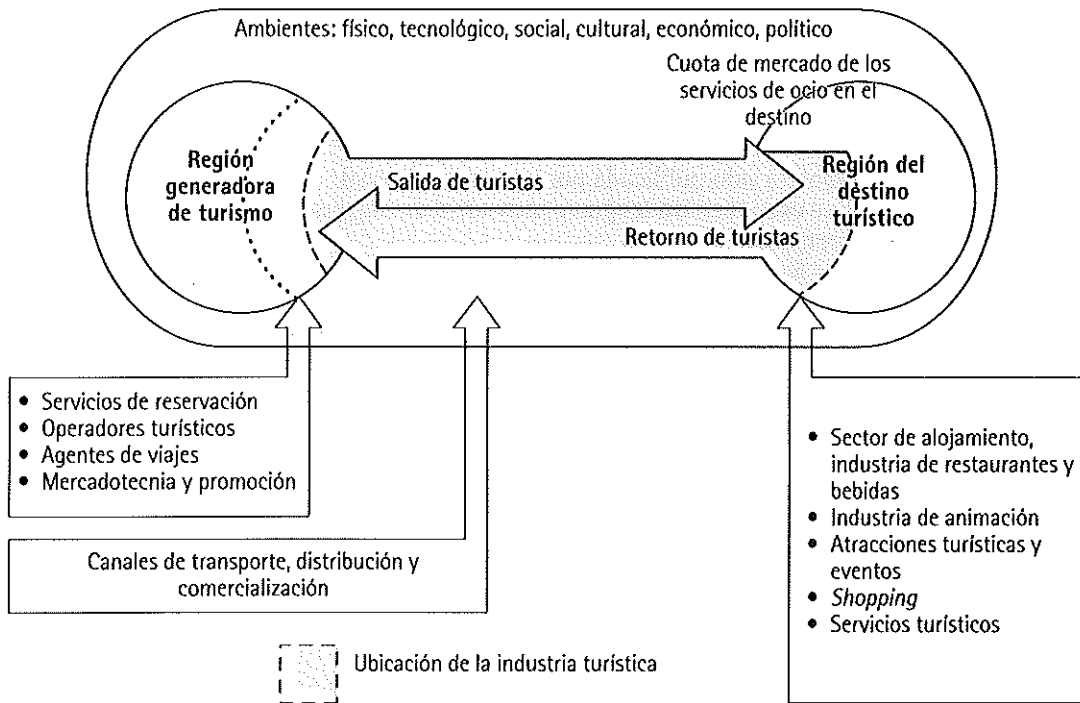 Ambientes: físico, tecnológico, social, cultural, económico, político
Cuota de mercado de los
servicios de ocio en el
destino
Región
generadora
de turismo
Salida de turistas
Retorno de turistas
Región del
destino
turístico
• Servicios de reservación
• Operadores turísticos
• Agentes de viajes
• Mercadotecnia y promoción
Canales de transporte, distribución y
comercialización
• Sector de alojamiento,
industria de restaurantes y
bebidas
• Industria de animación
• Atracciones turísticas y
eventos
• Shopping
• Servicios turísticos
Ubicación de la industria turística